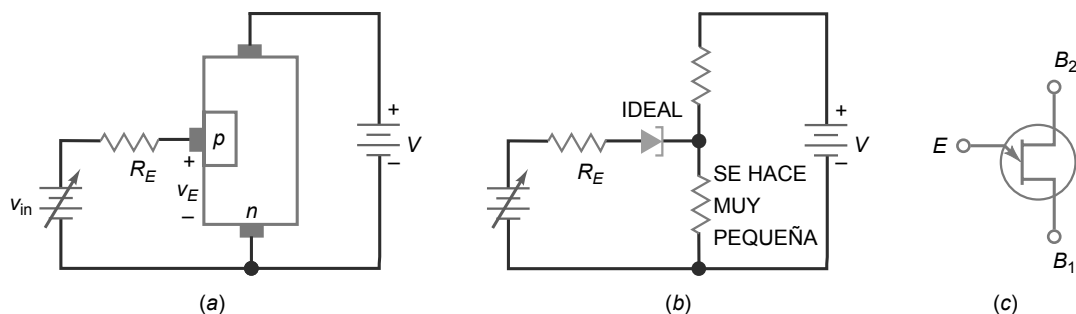 p
n
R_E
+
v_E
–
v_in
+
V
–
(a)
IDEAL
R_E
SE HACE
MUY
PEQUEÑA
+
V
–
(b)
B_2
E
B_1
(c)